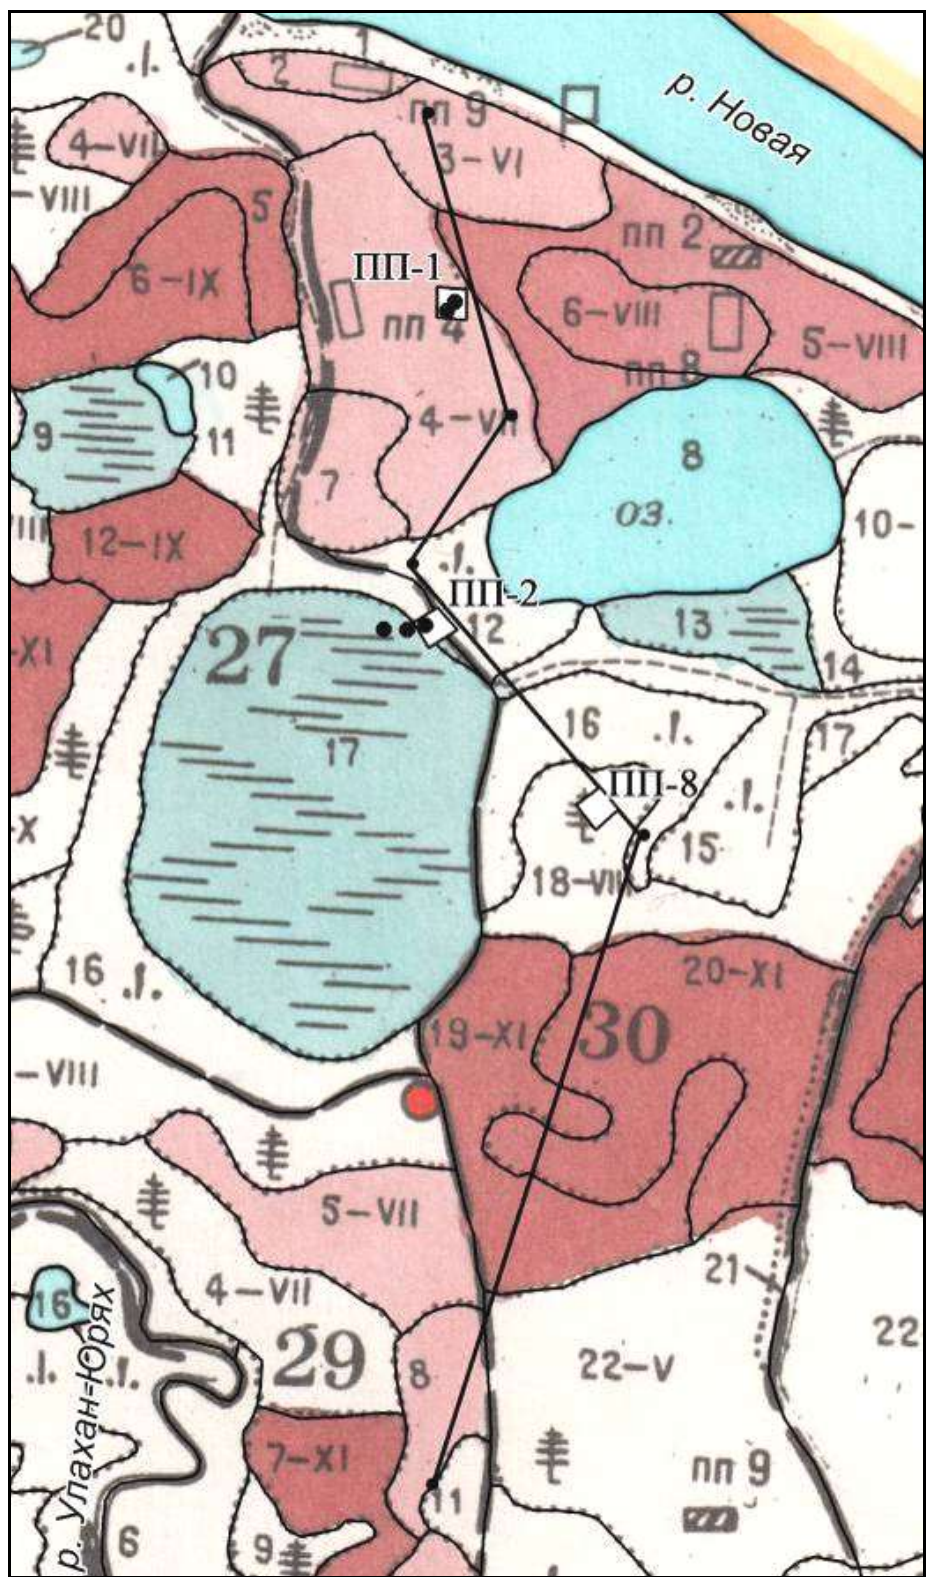 20
.I.
1
2
пп 9
р. Новая
4-VII
3-VI
-VIII
5
пп 2
6-IX
ПП-1
6-VIII
пп 4
5-VIII
10
пп 8
9
11
4-VII
8
7
ОЗ.
10-
12-IX
.I.
ПП-2
27
12
13
-XI
14
17
16
.I.
17
ПП-8
.I.
-X
15
18-VII
16
.I.
20-XI
19-XI
30
-VIII
5-VII
21
4-VII
16
22
29
.I.
.I.
8
22-V
р. Улахан-Юрях
7-XI
пп 9
11
6
9